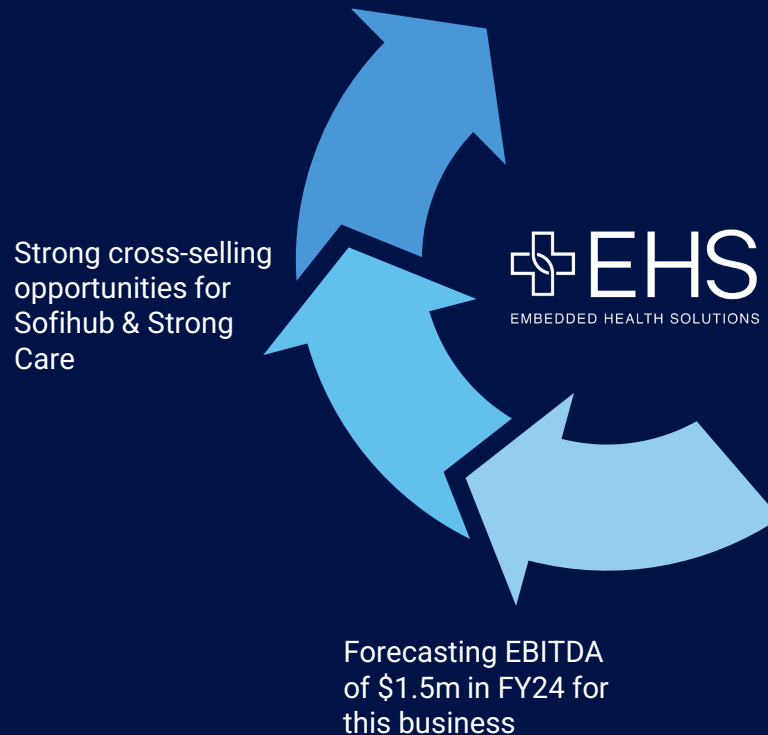 Strong cross-selling
opportunities for
Sofihub & Strong
Care
EHS
EMBEDDED HEALTH SOLUTIONS
Forecasting EBITDA
of $1.5m in FY24 for
this business